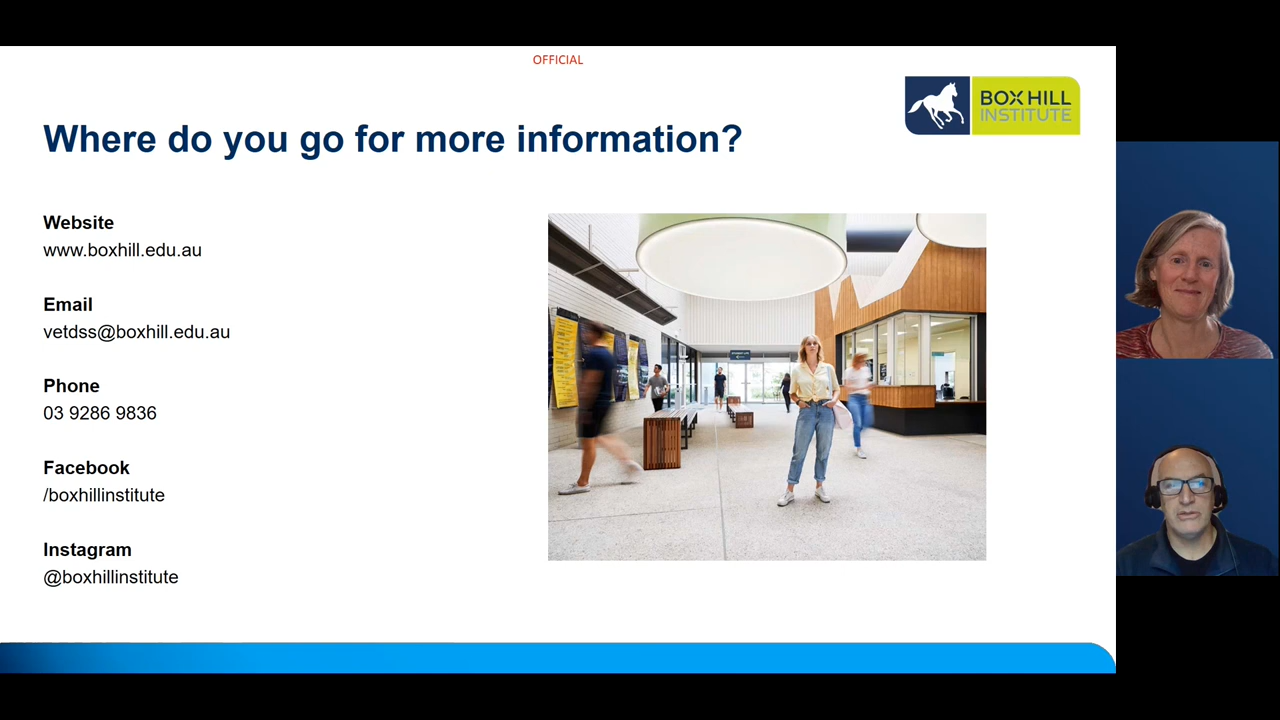 OFFICIAL
BOX HILL
INSTITUTE
Where do you go for more information?
Website
www.boxhill.edu.au
Email
vetdss@boxhill.edu.au
Phone
03 9286 9836
Facebook
/boxhillinstitute
Instagram
@boxhillinstitute